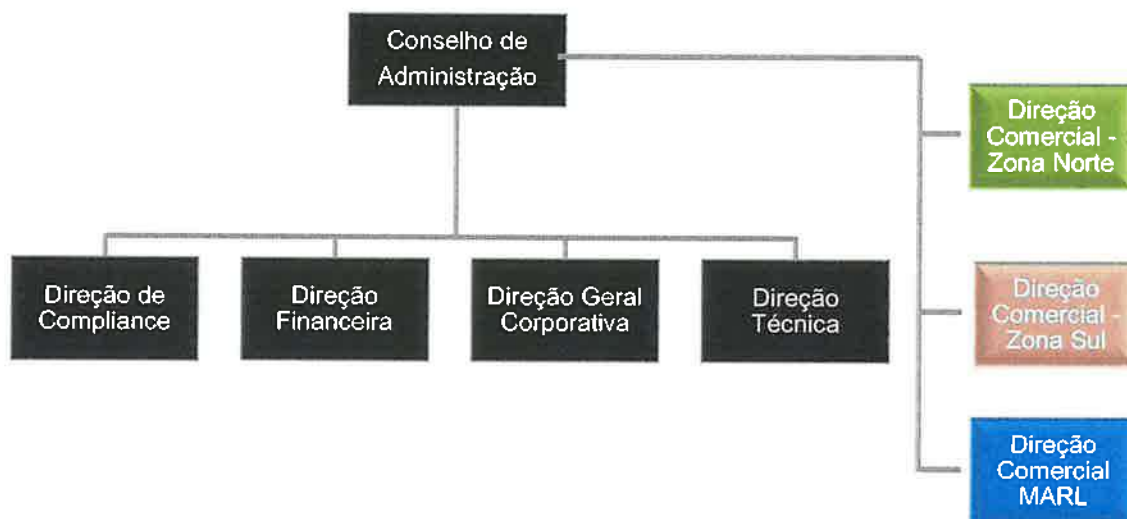 Conselho de
Administração
Direção
Comercial -
Zona Norte
Direção de
Compliance
Direção
Financeira
Direção Geral
Corporativa
Direção
Técnica
Direção
Comercial -
Zona Sul
Direção
Comercial
MARL